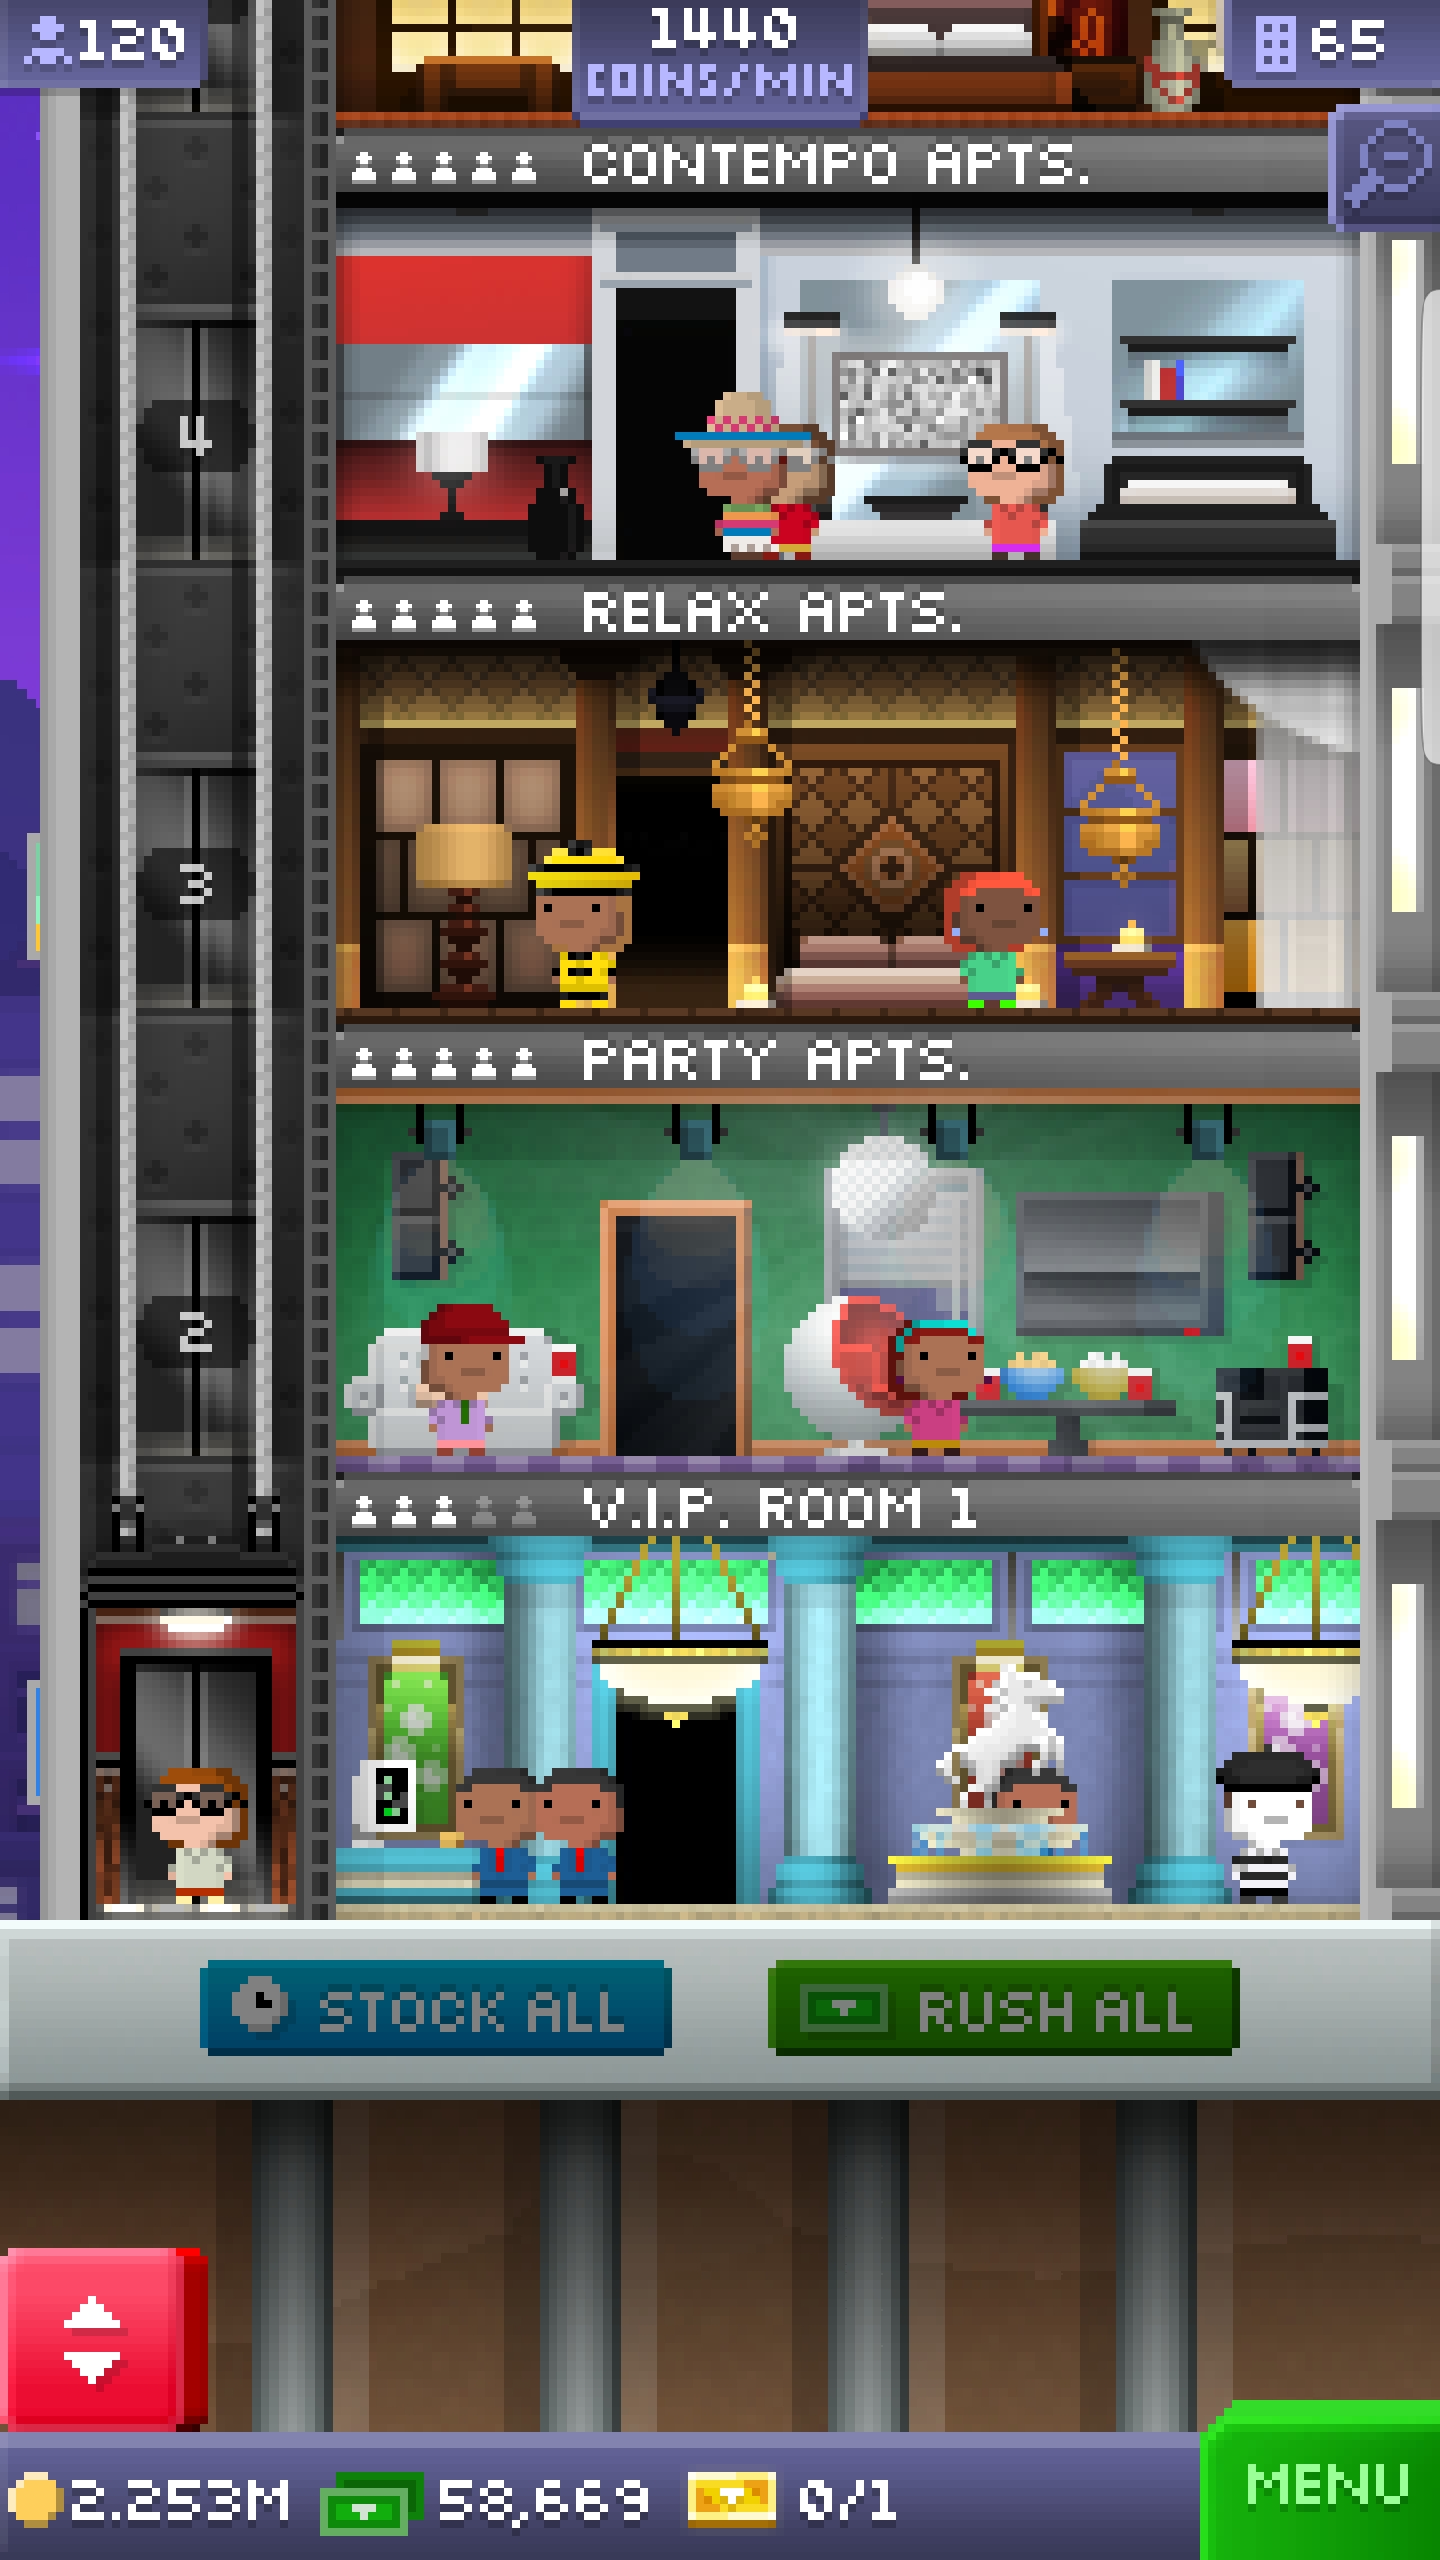 120
1440
COINS/MIN
65
CONTEMPO APTS.
4
RELAX APTS.
3
PARTY APTS.
2
V.I.P. ROOM 1
STOCK ALL
RUSH ALL
2.253M
58,669
0/1
MENU